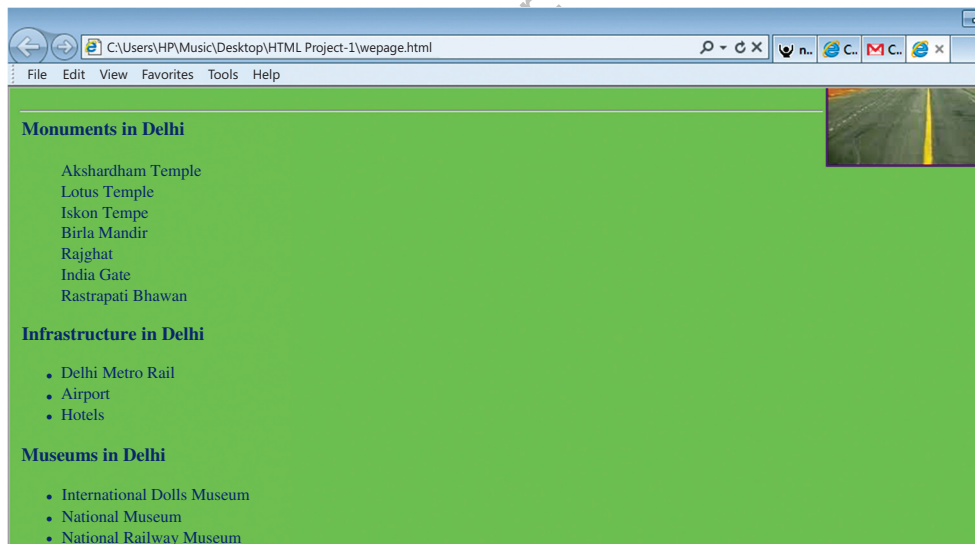 C:\Users\HP\Music\Desktop\HTML Project-1\wepage.html
n.. C.. C..
File Edit View Favorites Tools Help
Monuments in Delhi
Akshardham Temple
Lotus Temple
Iskon Tempe
Birla Mandir
Rajghat
India Gate
Rastrapati Bhawan
Infrastructure in Delhi
• Delhi Metro Rail
• Airport
• Hotels
Museums in Delhi
• International Dolls Museum
• National Museum
• National Railway Museum